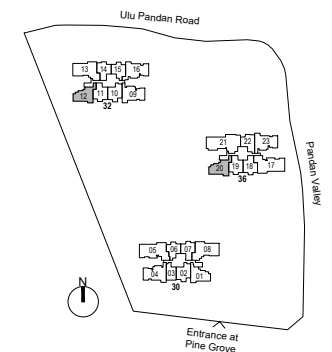 Ulu Pandan Road
13 14 15 16
12 11 10 09
32
21 22 23
20 19 18 17
36
Pandan Valley
05 06 07 08
04 03 02 01
30
N
Entrance at
Pine Grove